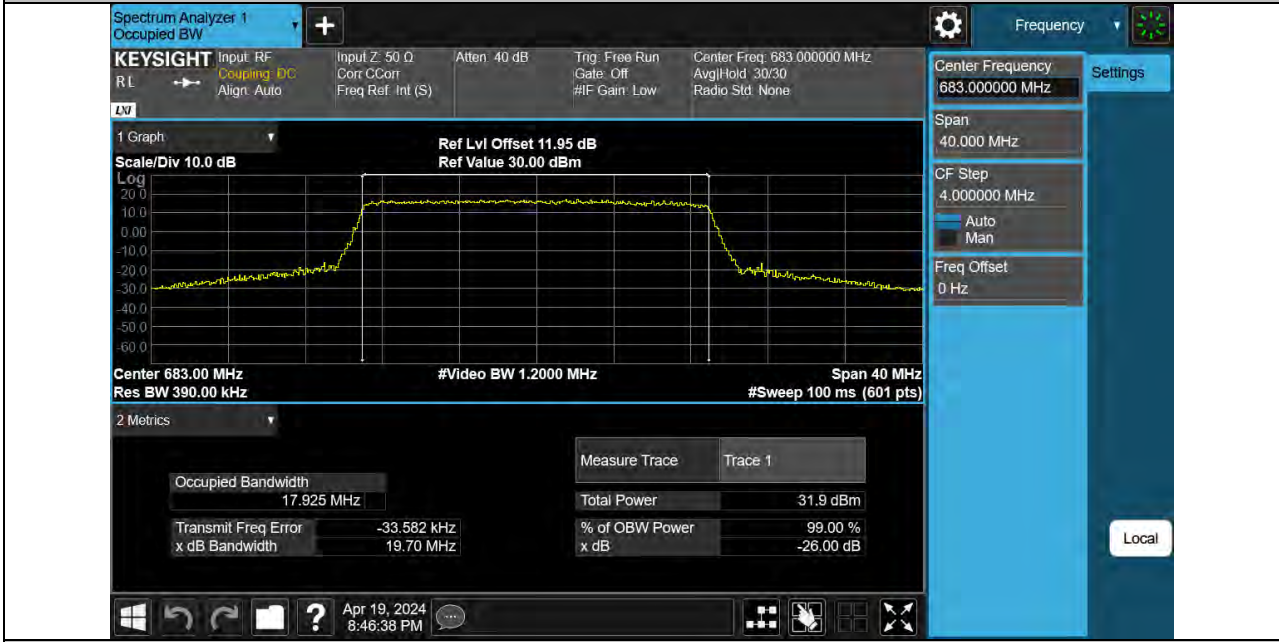 Spectrum Analyzer 1
Occupied BW
+
Frequency
KEYSIGHT
RL
LXI
Input: RF
Coupling: DC
Align: Auto
Input Z: 50 Ω
Corr CCorr
Freq Ref: Int (S)
Atten: 40 dB
Trig: Free Run
Gate: Off
#IF Gain: Low
Center Freq: 683.000000 MHz
Avg|Hold: 30/30
Radio Std: None
Center Frequency
683.000000 MHz
Settings
Span
40.000 MHz
CF Step
4.000000 MHz
Auto
Man
Freq Offset
0 Hz
Local
1 Graph
Scale/Div 10.0 dB
Ref Lvl Offset 11.95 dB
Ref Value 30.00 dBm
Log
20.0
10.0
0.00
-10.0
-20.0
-30.0
-40.0
-50.0
-60.0
Center 683.00 MHz
#Video BW 1.2000 MHz
Span 40 MHz
Res BW 390.00 kHz
#Sweep 100 ms (601 pts)
2 Metrics
Measure Trace Trace 1
Occupied Bandwidth
17.925 MHz
Total Power 31.9 dBm
Transmit Freq Error -33.582 kHz
% of OBW Power 99.00 %
x dB Bandwidth 19.70 MHz
x dB -26.00 dB
?
Apr 19, 2024
8:46:38 PM